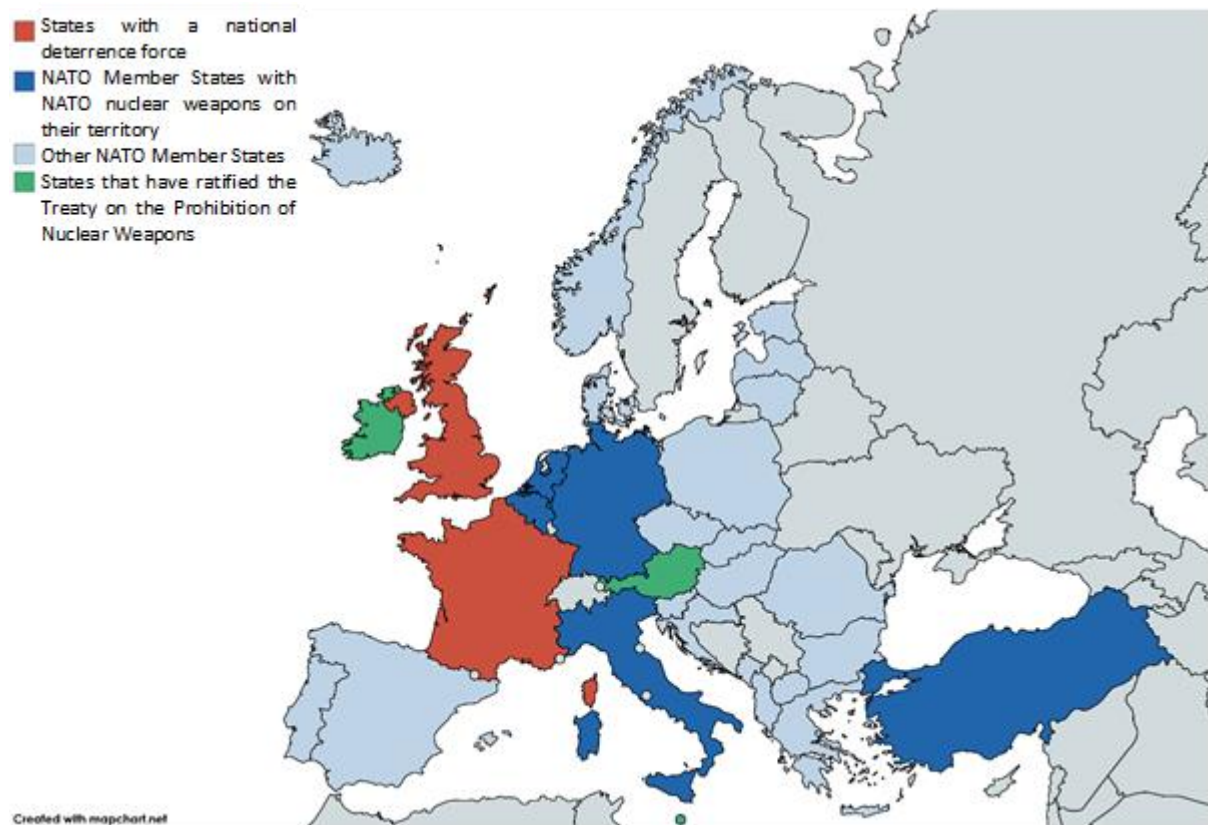 States with a national
deterrence force
NATO Member States with
NATO nuclear weapons on
their territory
Other NATO Member States
States that have ratified the
Treaty on the Prohibition of
Nuclear Weapons
Created with mapchart.net